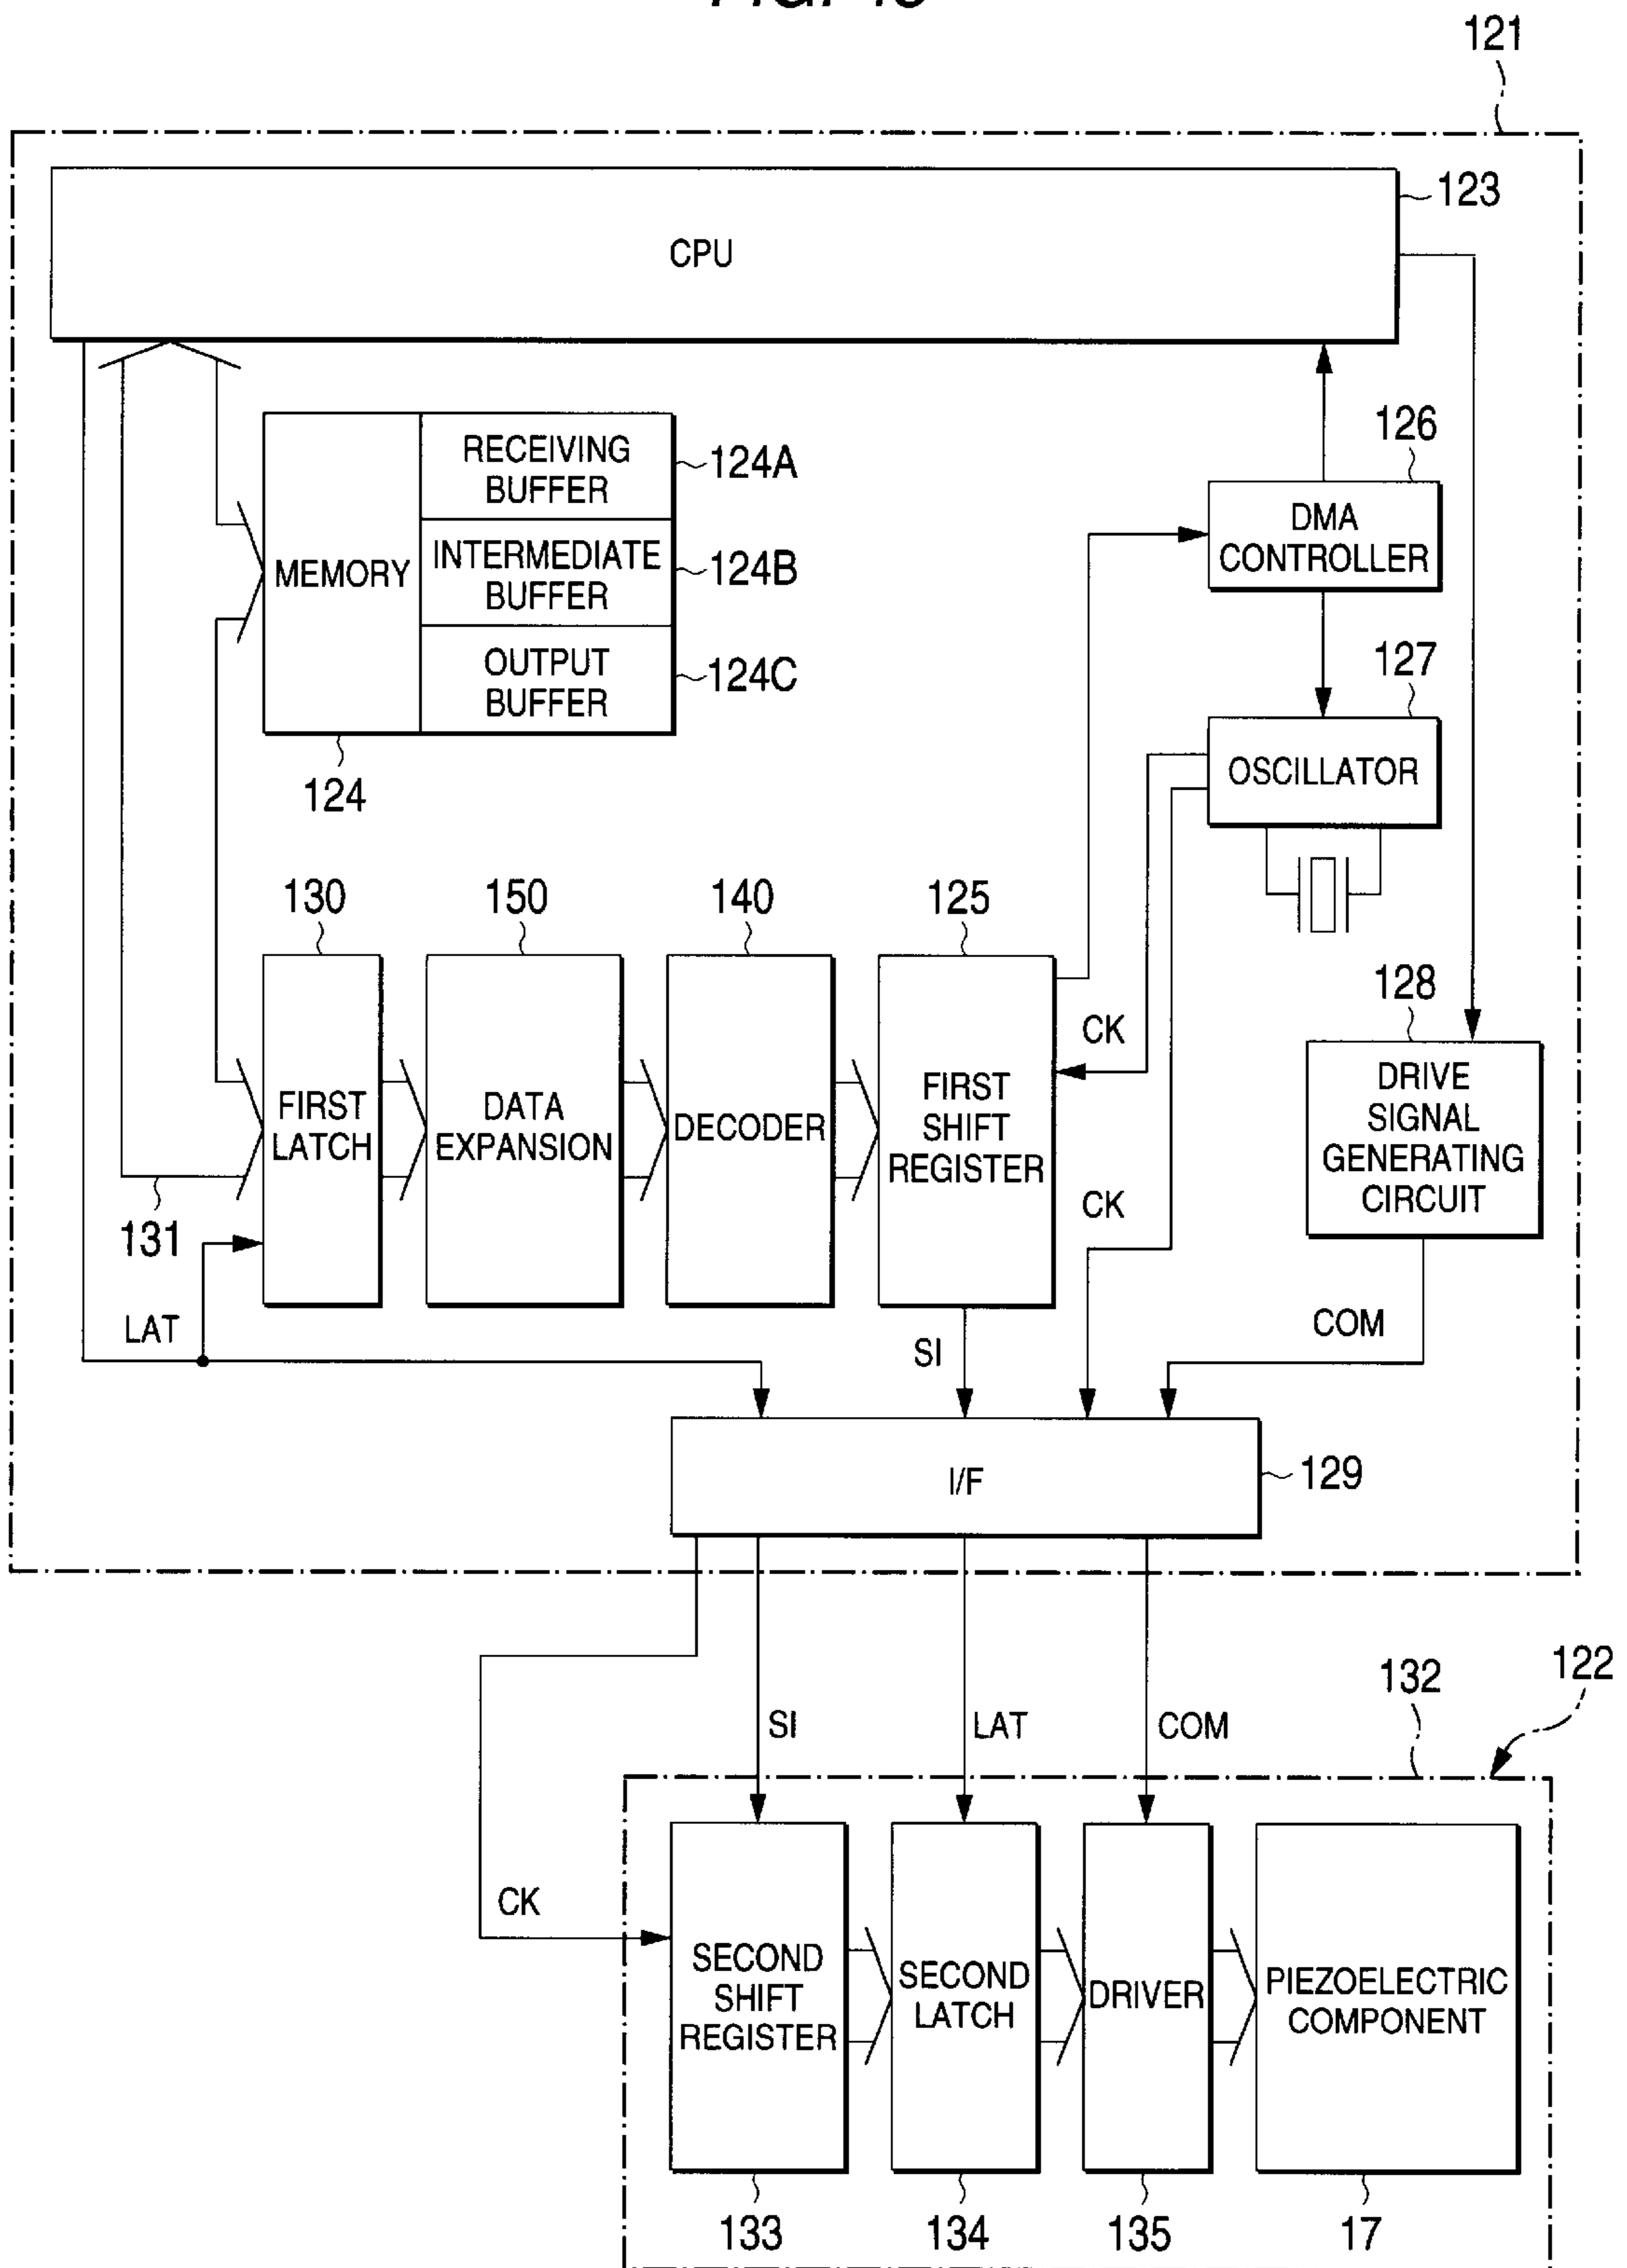 121
123
CPU
126
RECEIVING
BUFFER
124A
DMA
CONTROLLER
MEMORY
INTERMEDIATE
BUFFER
124B
127
OUTPUT
BUFFER
124C
OSCILLATOR
124
130
150
140
125
128
CK
FIRST
LATCH
DATA
EXPANSION
DECODER
FIRST
SHIFT
REGISTER
DRIVE
SIGNAL
GENERATING
CIRCUIT
CK
131
LAT
SI
COM
I/F
129
132
122
SI
LAT
COM
CK
SECOND
SHIFT
REGISTER
SECOND
LATCH
DRIVER
PIEZOELECTRIC
COMPONENT
133
134
135
17